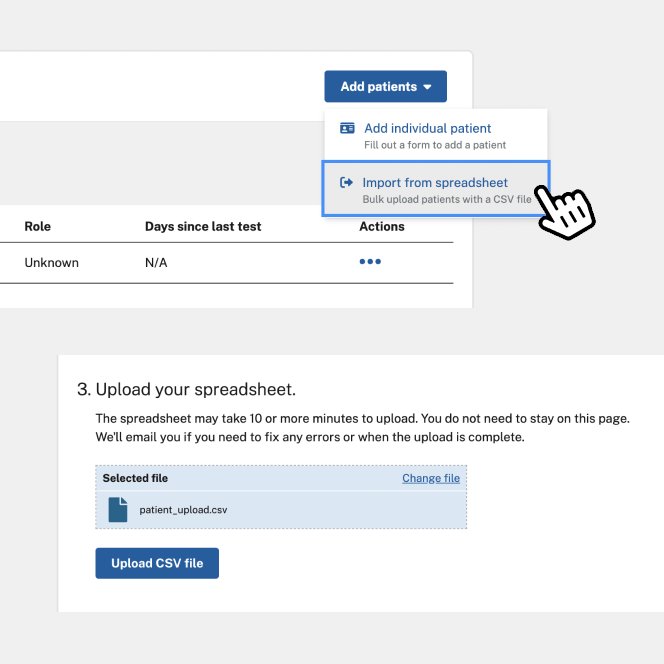 Add patients
Add individual patient
Fill out a form to add a patient
Import from spreadsheet
Bulk upload patients with a CSV file
Role Days since last test Actions
Unknown N/A
3. Upload your spreadsheet.
The spreadsheet may take 10 or more minutes to upload. You do not need to stay on this page.
We'll email you if you need to fix any errors or when the upload is complete.
Selected file Change file
patient_upload.csv
Upload CSV file